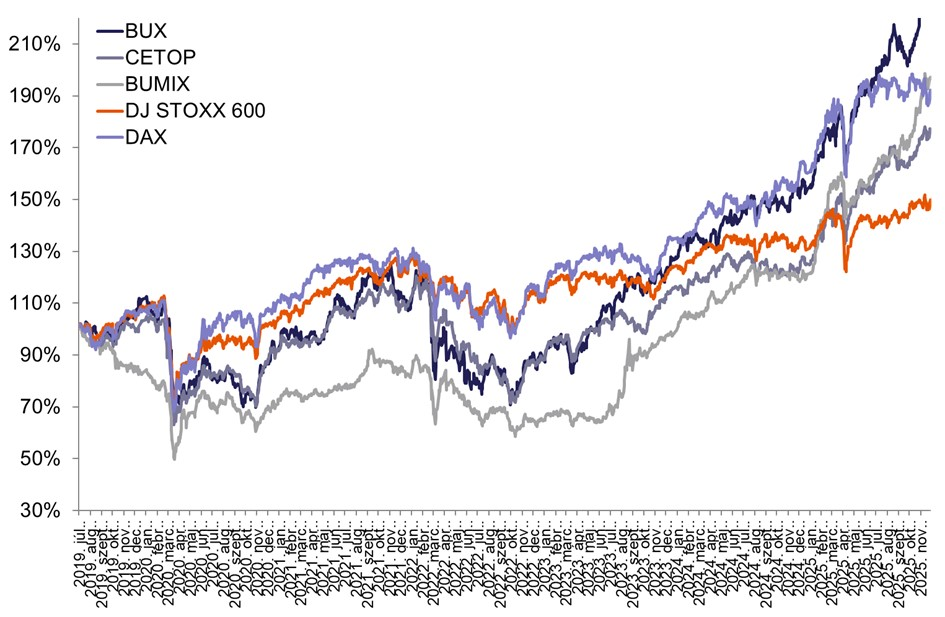 210%
190%
170%
150%
130%
110%
90%
70%
50%
30%
BUX
CETOP
BUMIX
DJ STOXX 600
DAX
2019. júl..
2019. aug..
2019. szept..
2019. okt..
2019. nov..
2019. dec..
2020. jan..
2020. febr..
2020. márc..
2020. ápr..
2020. máj..
2020. jún..
2020. júl..
2020. aug..
2020. szept..
2020. okt..
2020. nov..
2020. dec..
2021. jan..
2021. febr..
2021. márc..
2021. ápr..
2021. máj..
2021. jún..
2021. júl..
2021. aug..
2021. szept..
2021. okt..
2021. nov..
2021. dec..
2022. jan..
2022. febr..
2022. márc..
2022. ápr..
2022. máj..
2022. jún..
2022. júl..
2022. aug..
2022. szept..
2022. okt..
2022. nov..
2022. dec..
2023. jan..
2023. febr..
2023. márc..
2023. ápr..
2023. máj..
2023. jún..
2023. júl..
2023. aug..
2023. szept..
2023. okt..
2023. nov..
2023. dec..
2024. jan..
2024. febr..
2024. márc..
2024. ápr..
2024. máj..
2024. jún..
2024. júl..
2024. aug..
2024. szept..
2024. okt..
2024. nov..
2024. dec..
2025. jan..
2025. febr..
2025. márc..
2025. ápr..
2025. máj..
2025. jún..
2025. júl..
2025. aug..
2025. szept..
2025. okt..
2025. nov..